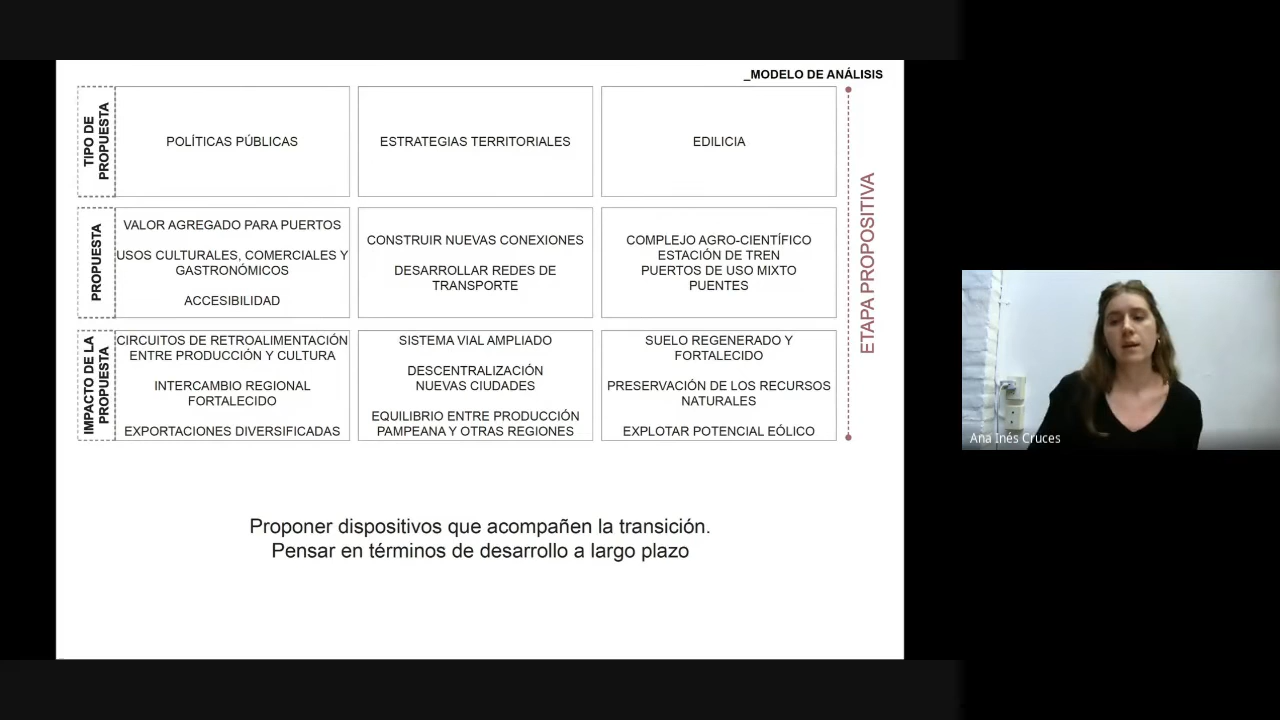 _MODELO DE ANÁLISIS
TIPO DE
PROPUESTA
POLÍTICAS PÚBLICAS
ESTRATEGIAS TERRITORIALES
EDILICIA
PROPUESTA
VALOR AGREGADO PARA PUERTOS
USOS CULTURALES, COMERCIALES Y
GASTRONÓMICOS
ACCESIBILIDAD
CONSTRUIR NUEVAS CONEXIONES
DESARROLLAR REDES DE
TRANSPORTE
COMPLEJO AGRO-CIENTÍFICO
ESTACIÓN DE TREN
PUERTOS DE USO MIXTO
PUENTES
IMPACTO DE LA
PROPUESTA
CIRCUITOS DE RETROALIMENTACIÓN
ENTRE PRODUCCIÓN Y CULTURA
INTERCAMBIO REGIONAL
FORTALECIDO
EXPORTACIONES DIVERSIFICADAS
SISTEMA VIAL AMPLIADO
DESCENTRALIZACIÓN
NUEVAS CIUDADES
EQUILIBRIO ENTRE PRODUCCIÓN
PAMPEANA Y OTRAS REGIONES
SUELO REGENERADO Y
FORTALECIDO
PRESERVACIÓN DE LOS RECURSOS
NATURALES
EXPLOTAR POTENCIAL EÓLICO
ETAPA PROPOSITIVA
Proponer dispositivos que acompañen la transición.
Pensar en términos de desarrollo a largo plazo
Ana Inés Cruces